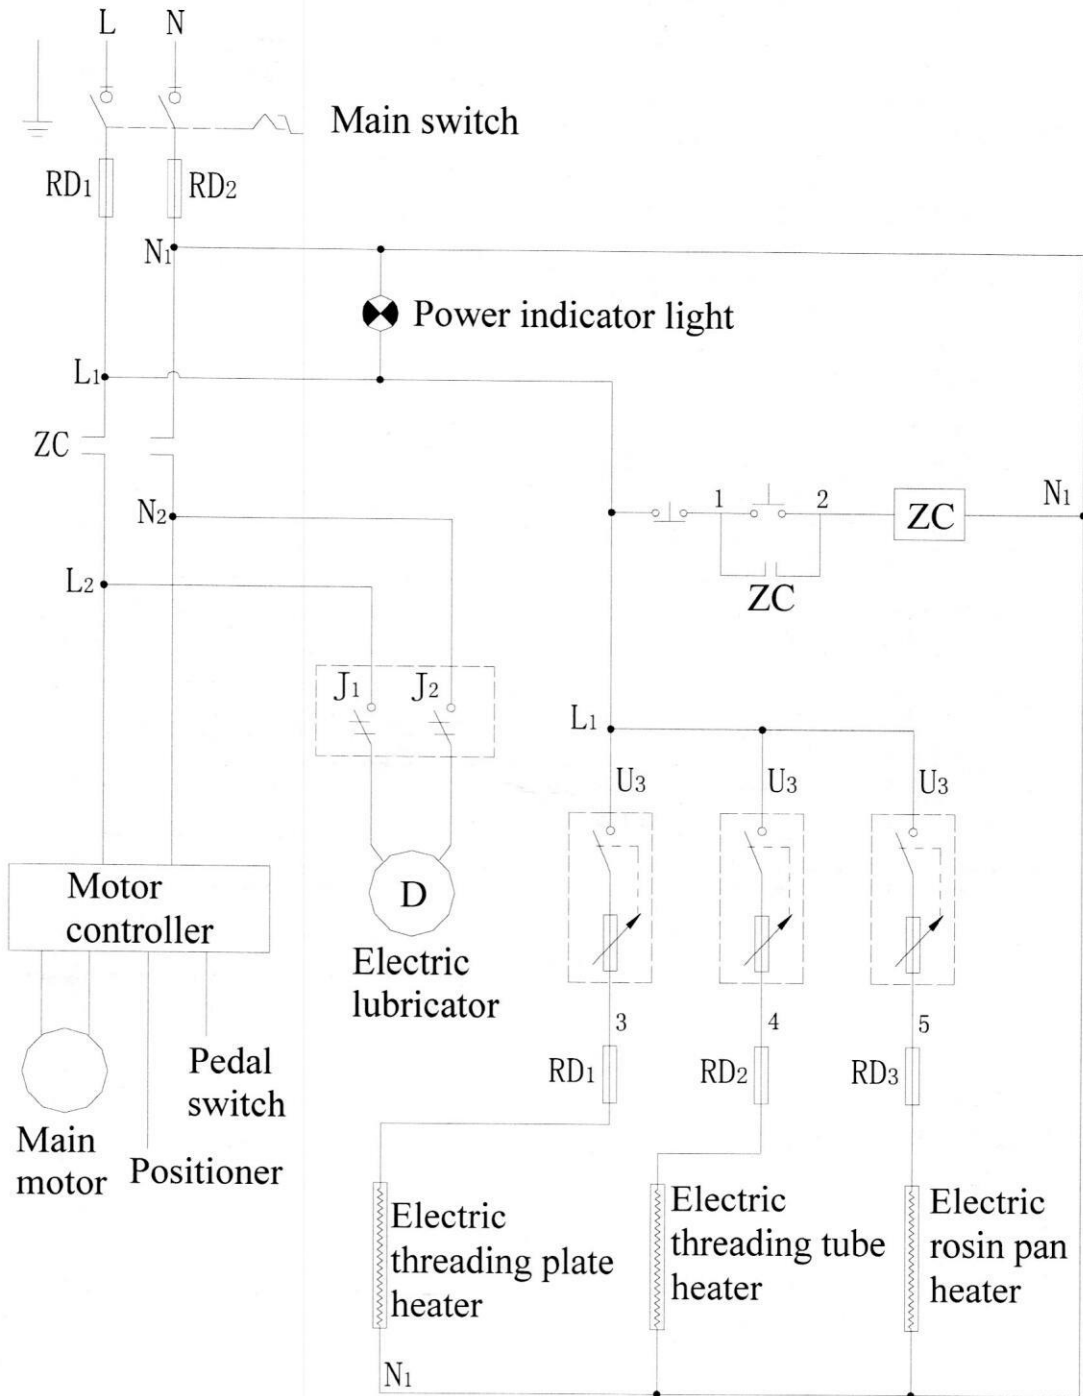 L N
Main switch
RD1 RD2
N1
Power indicator light
L1
ZC
N2
1 2
ZC
N1
L2
ZC
J1 J2
L1
U3 U3 U3
Motor
controller
D
Electric
lubricator
3 4 5
RD1 RD2 RD3
Pedal
switch
Main
motor
Positioner
Electric
threading plate
heater
Electric
threading tube
heater
Electric
rosin pan
heater
N1